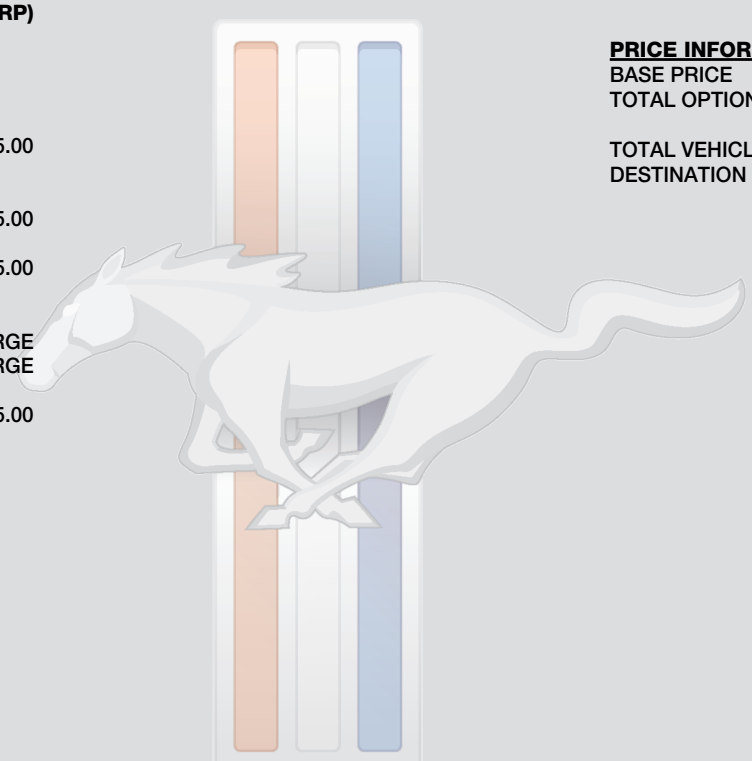 RP)
5.00
5.00
5.00
RGE
RGE
5.00
PRICE INFOR
BASE PRICE
TOTAL OPTION
TOTAL VEHICL
DESTINATION